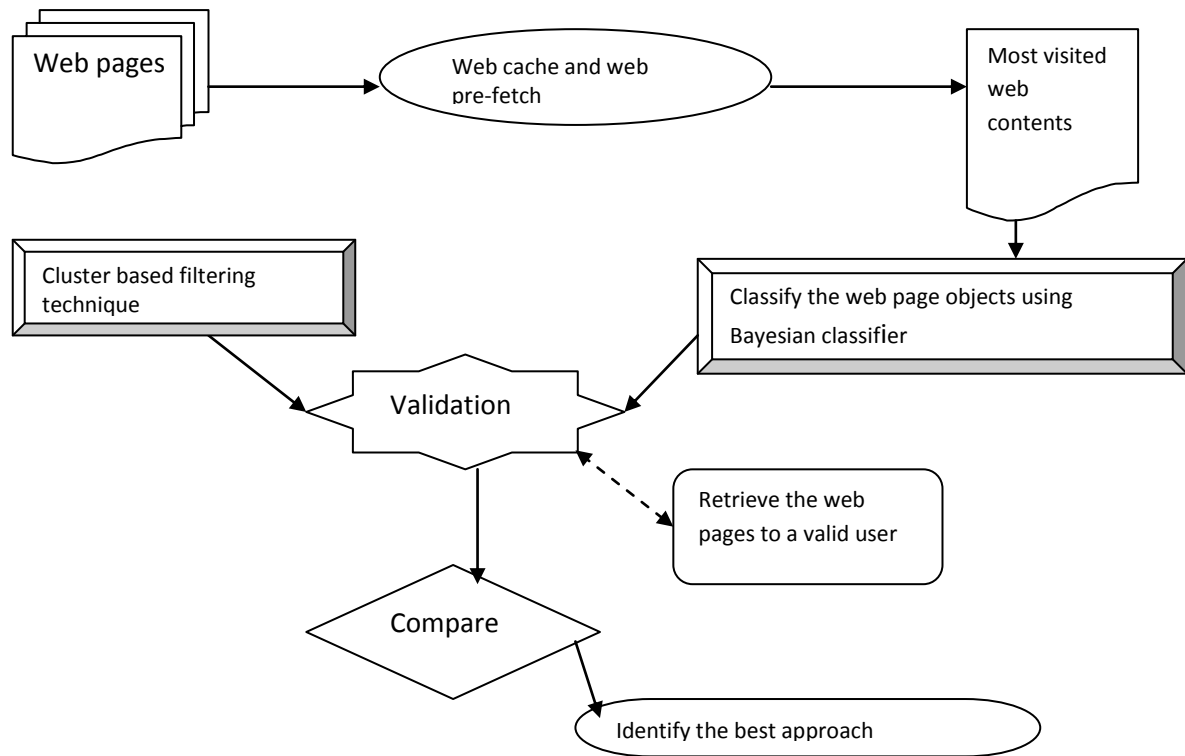 Web pages
Web cache and web
pre-fetch
Most visited
web
contents
Cluster based filtering
technique
Classify the web page objects using
Bayesian classifier
Validation
Retrieve the web
pages to a valid user
Compare
Identify the best approach